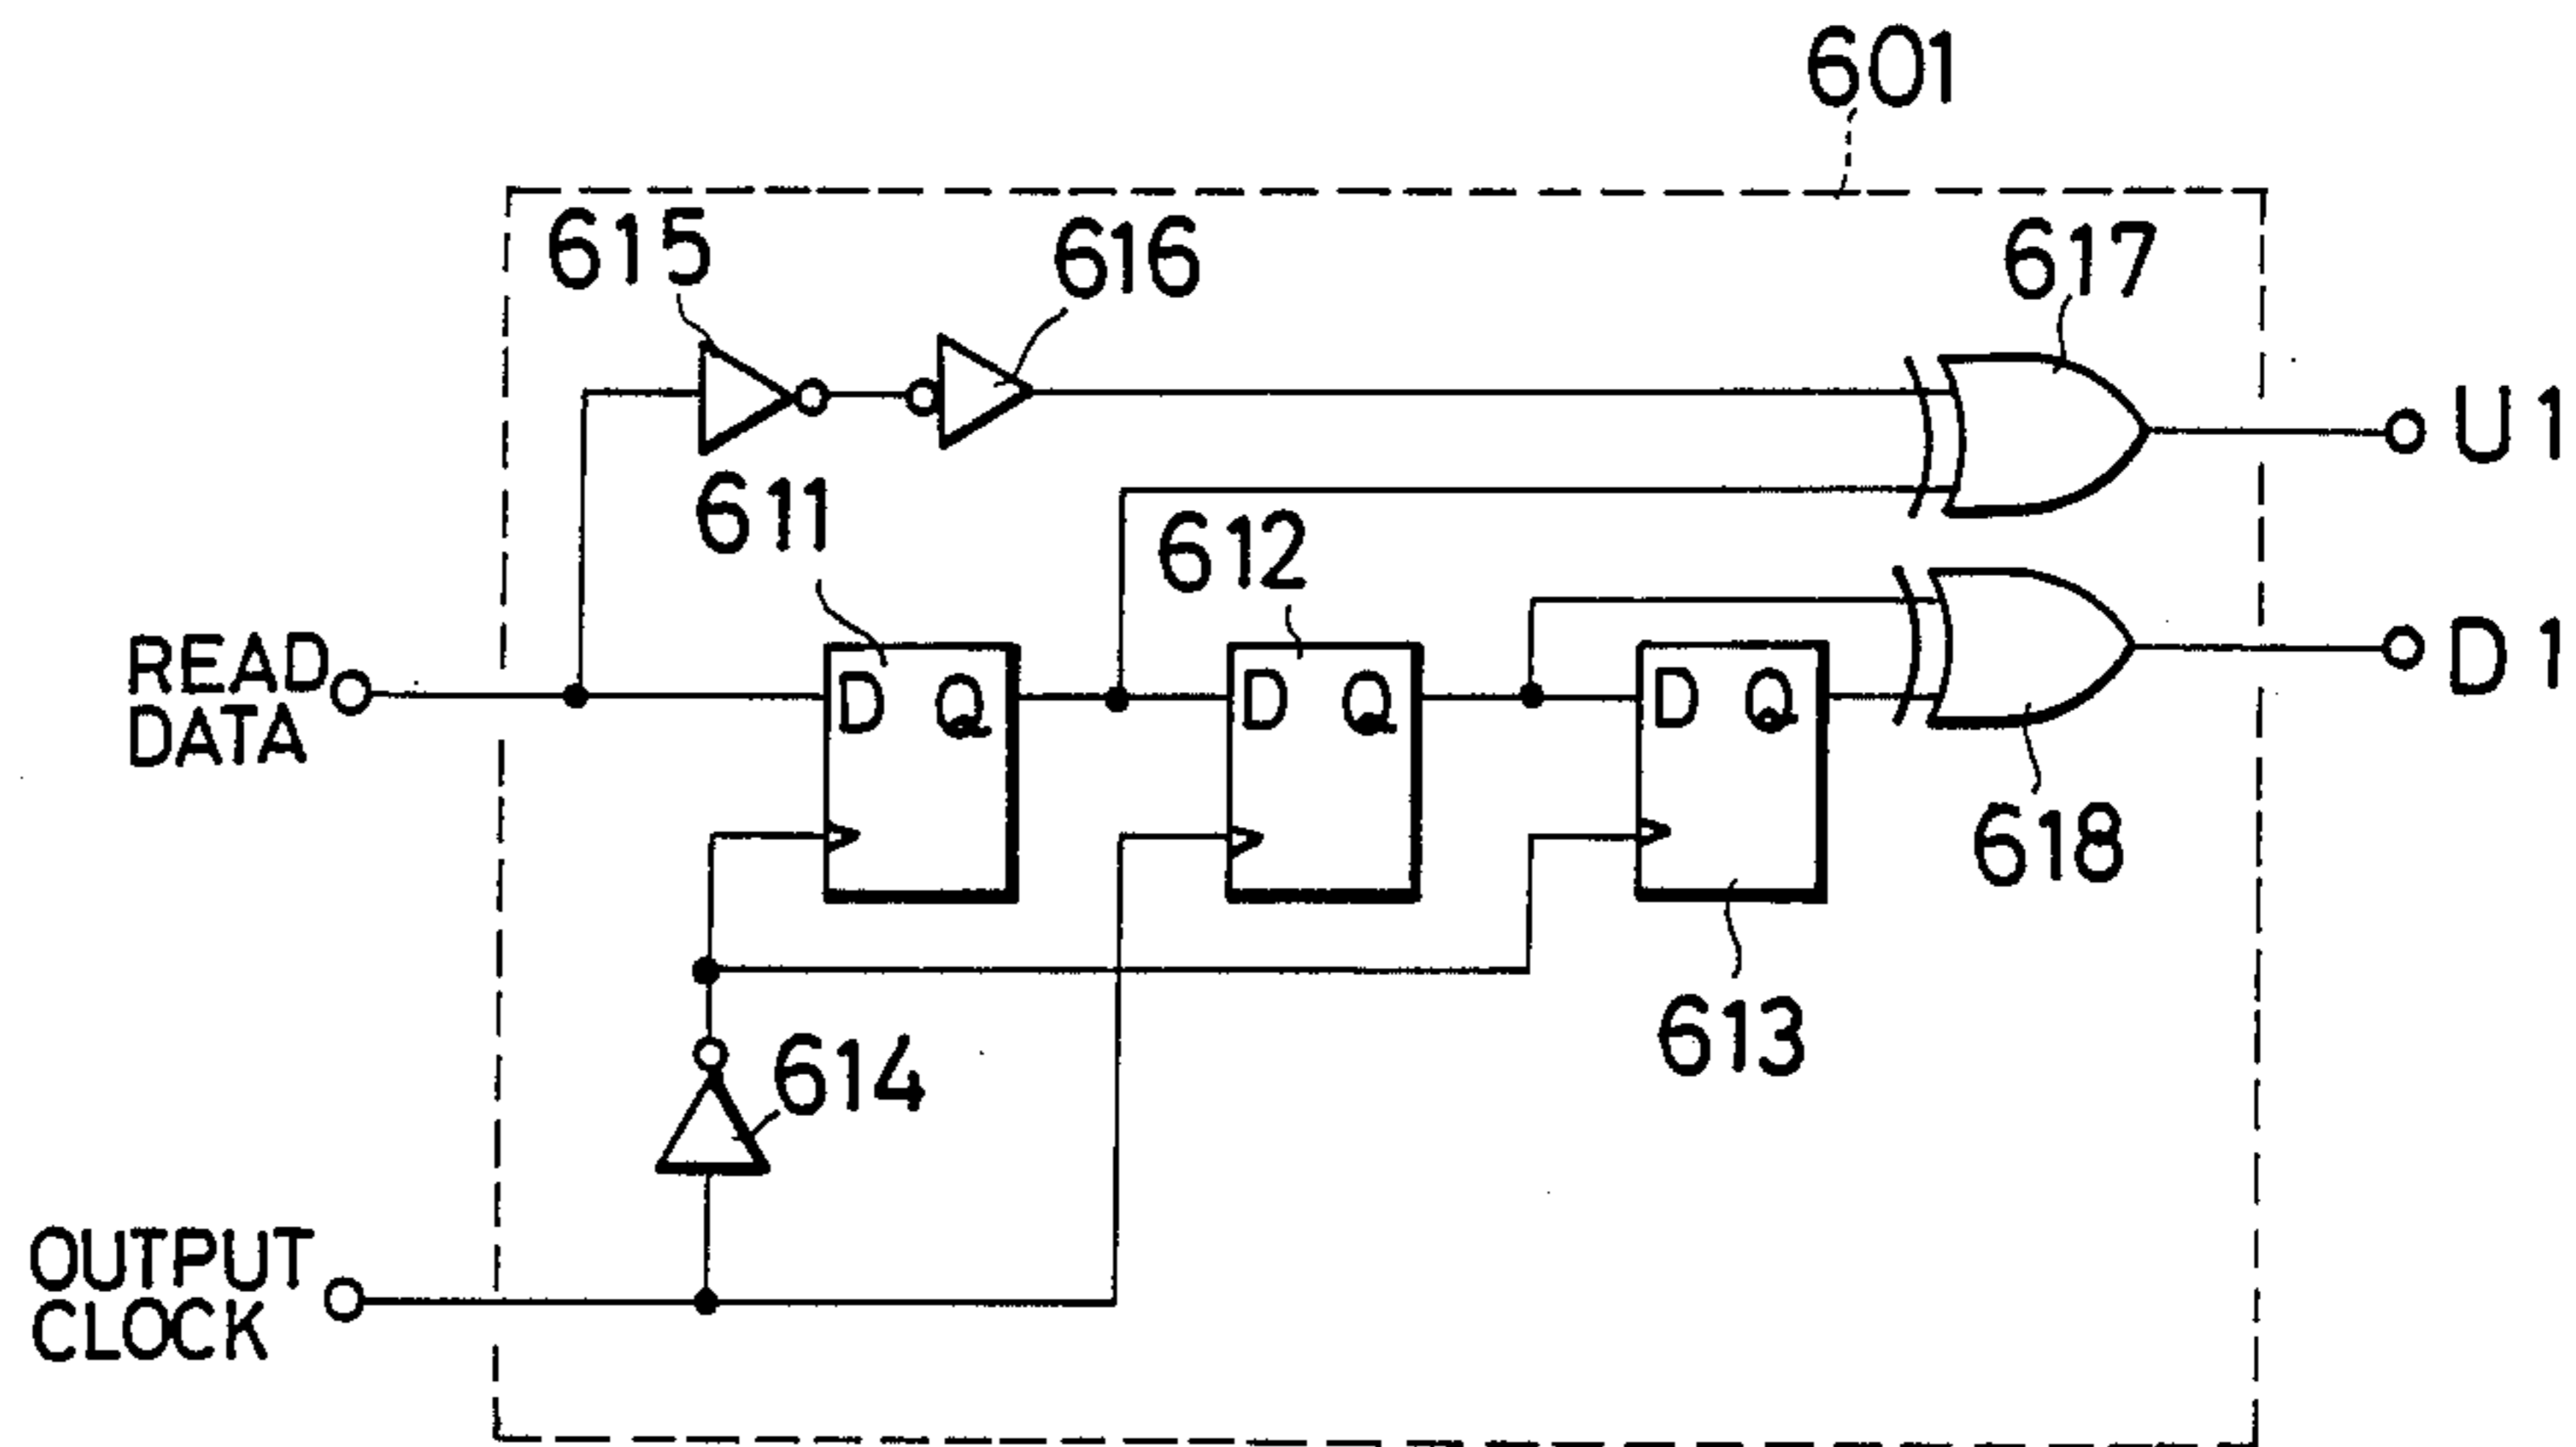 601
615
616
617
U1
611
612
READ
DATA
D Q
D Q
D Q
D1
618
613
614
OUTPUT
CLOCK